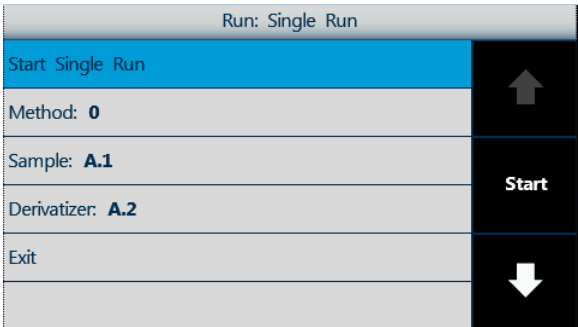 Run: Single Run
Start Single Run
Method: 0
Sample: A.1
Derivatizer: A.2
Exit
Start